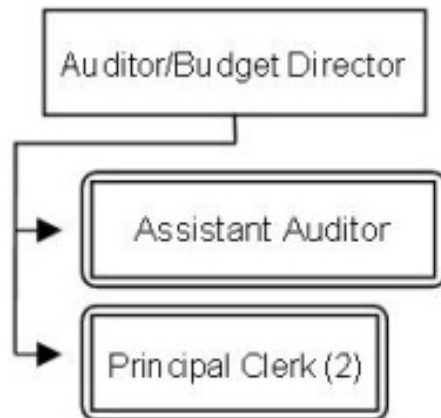 Auditor/Budget Director
Assistant Auditor
Principal Clerk (2)